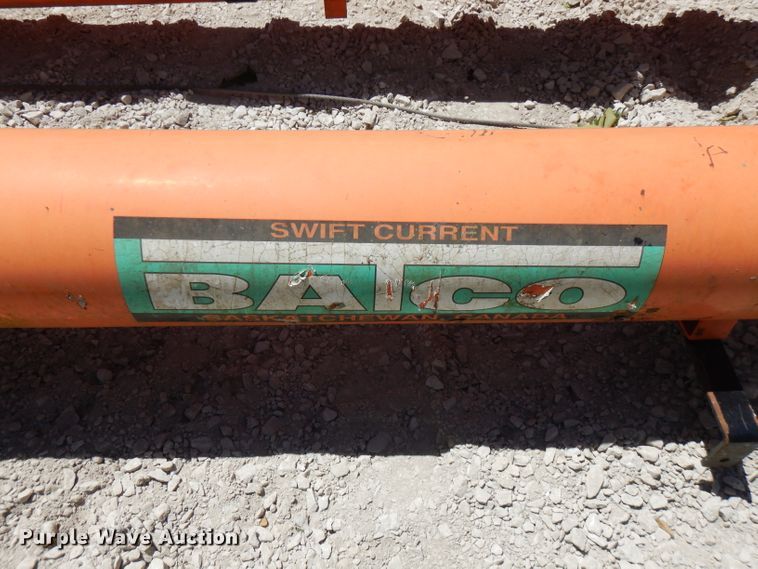 SWIFT CURRENT
BATCO
SASKATCHEWAN, CANADA
Purple Wave Auction